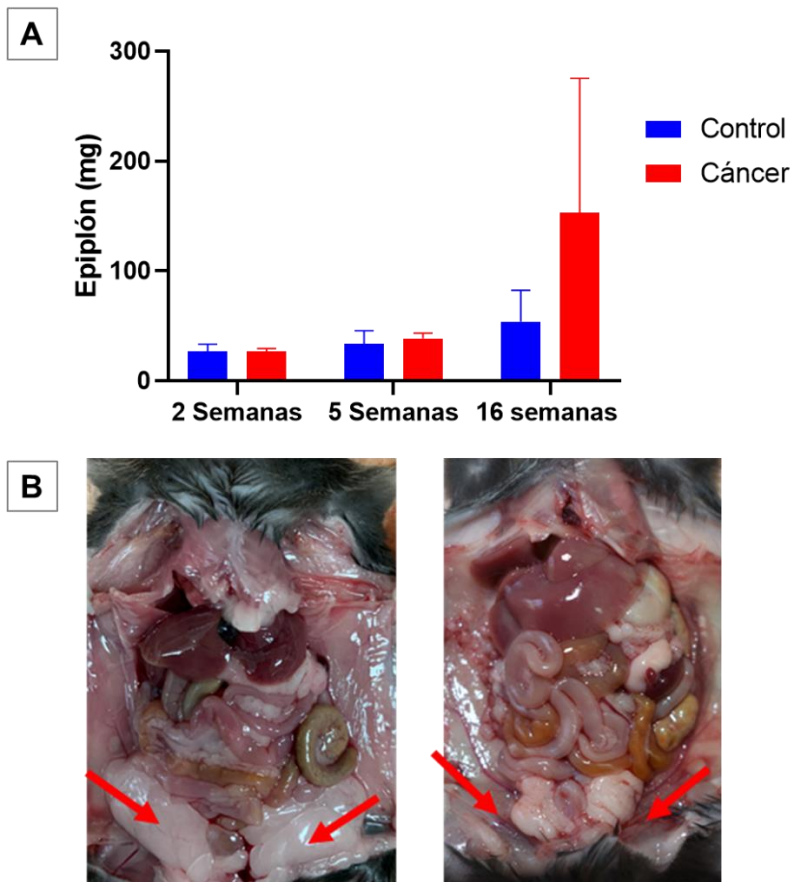 A
300
200
100
0
Epiplón (mg)
Control
Cáncer
2 Semanas
5 Semanas
16 semanas
B